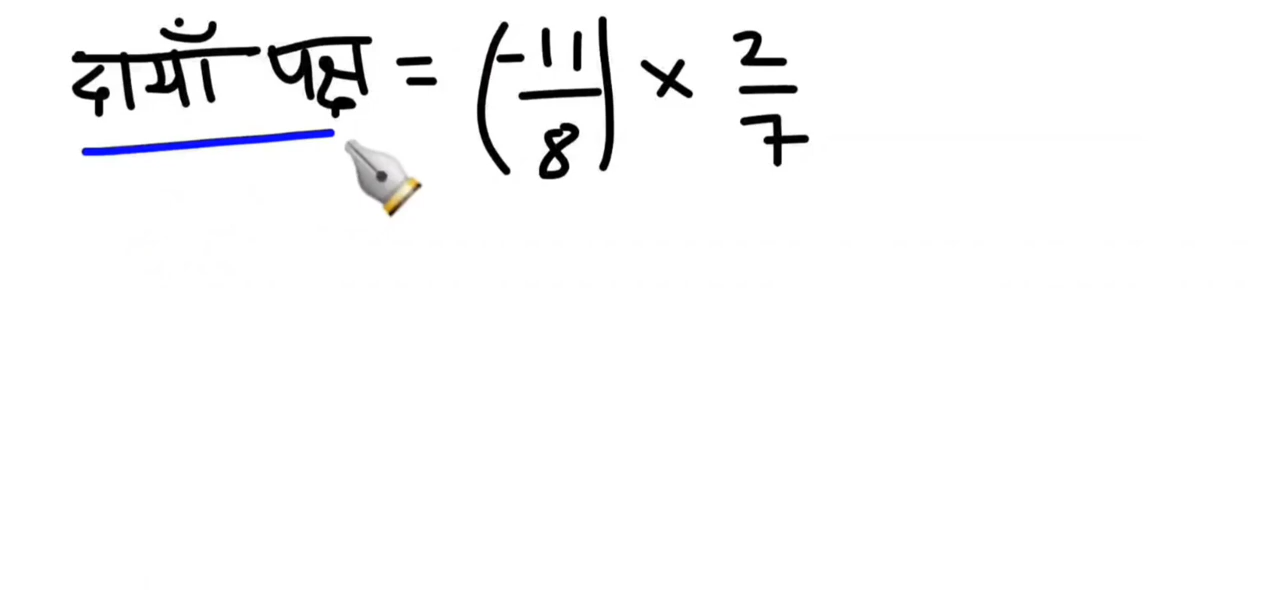 दायाँ पक्ष = (-11/8) × 2/7